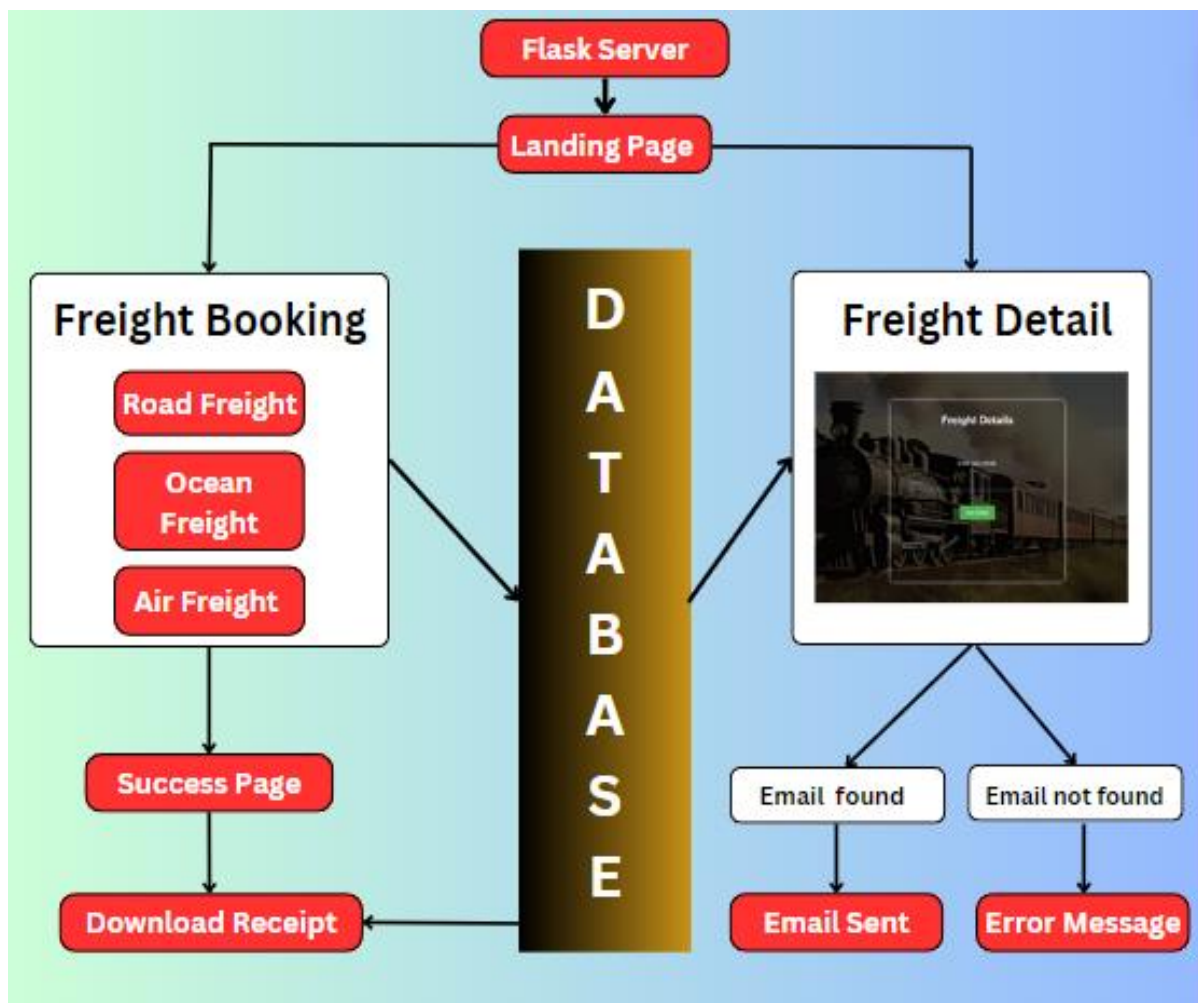 Flask Server
Landing Page
Freight Booking
Road Freight
Ocean
Freight
Air Freight
Success Page
Download Receipt
D
A
T
A
B
A
S
E
Freight Detail
Freight Details
Email found
Email not found
Email Sent
Error Message